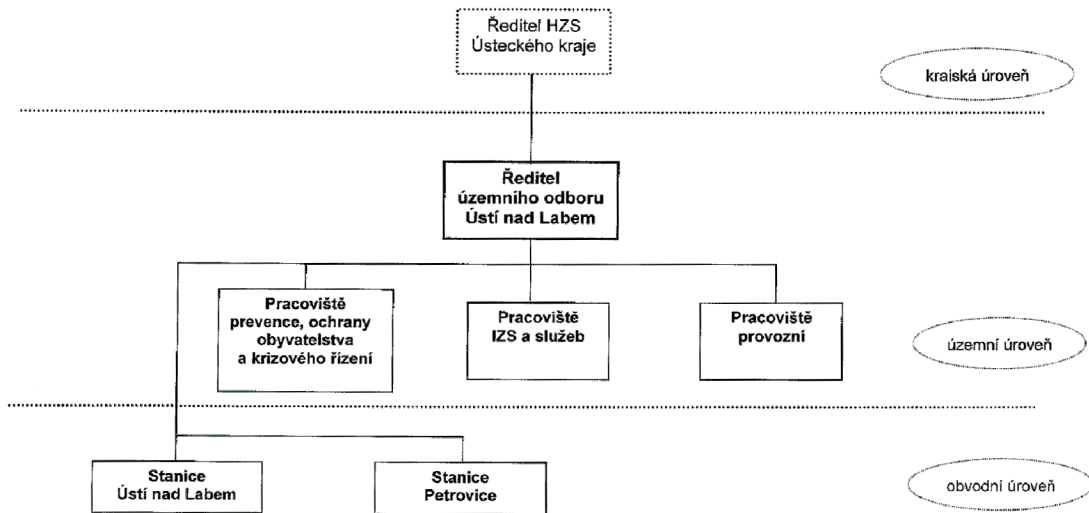 Ředitel HZS
Ústeckého kraje
kraiská úroveň
Ředitel
územního odboru
Ústí nad Labem
Pracoviště
prevence, ochrany
obyvatelstva
a krizového řízení
Pracoviště
IZS a služeb
Pracoviště
provozní
územní úroveň
Stanice
Ústí nad Labem
Stanice
Petrovice
obvodní úroveň